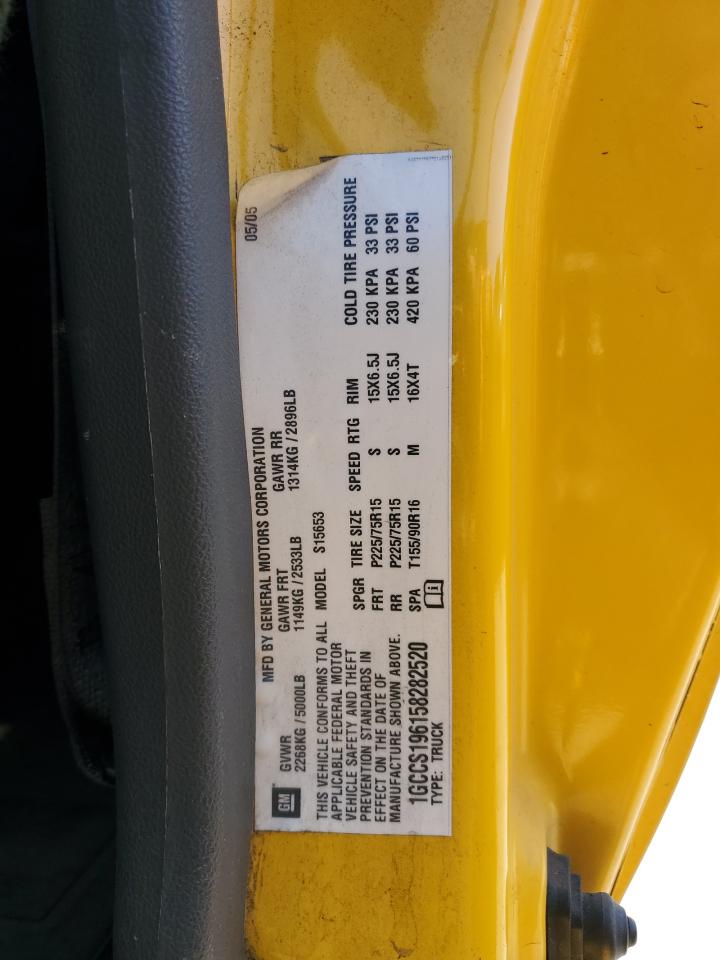 MFD BY GENERAL MOTORS CORPORATION
05/05
GM
GVWR GAWR FRT GAWR RR
2268KG / 5000LB 1149KG / 2533LB 1314KG / 2896LB
THIS VEHICLE CONFORMS TO ALL
APPLICABLE FEDERAL MOTOR
VEHICLE SAFETY AND THEFT
PREVENTION STANDARDS IN
EFFECT ON THE DATE OF
MANUFACTURE SHOWN ABOVE.
1GCCS196158282520
TYPE: TRUCK
MODEL S15653
SPGR TIRE SIZE SPEED RTG RIM COLD TIRE PRESSURE
FRT P225/75R15 S 15X6.5J 230 KPA 33 PSI
RR P225/75R15 S 15X6.5J 230 KPA 33 PSI
SPA T155/90R16 M 16X4T 420 KPA 60 PSI